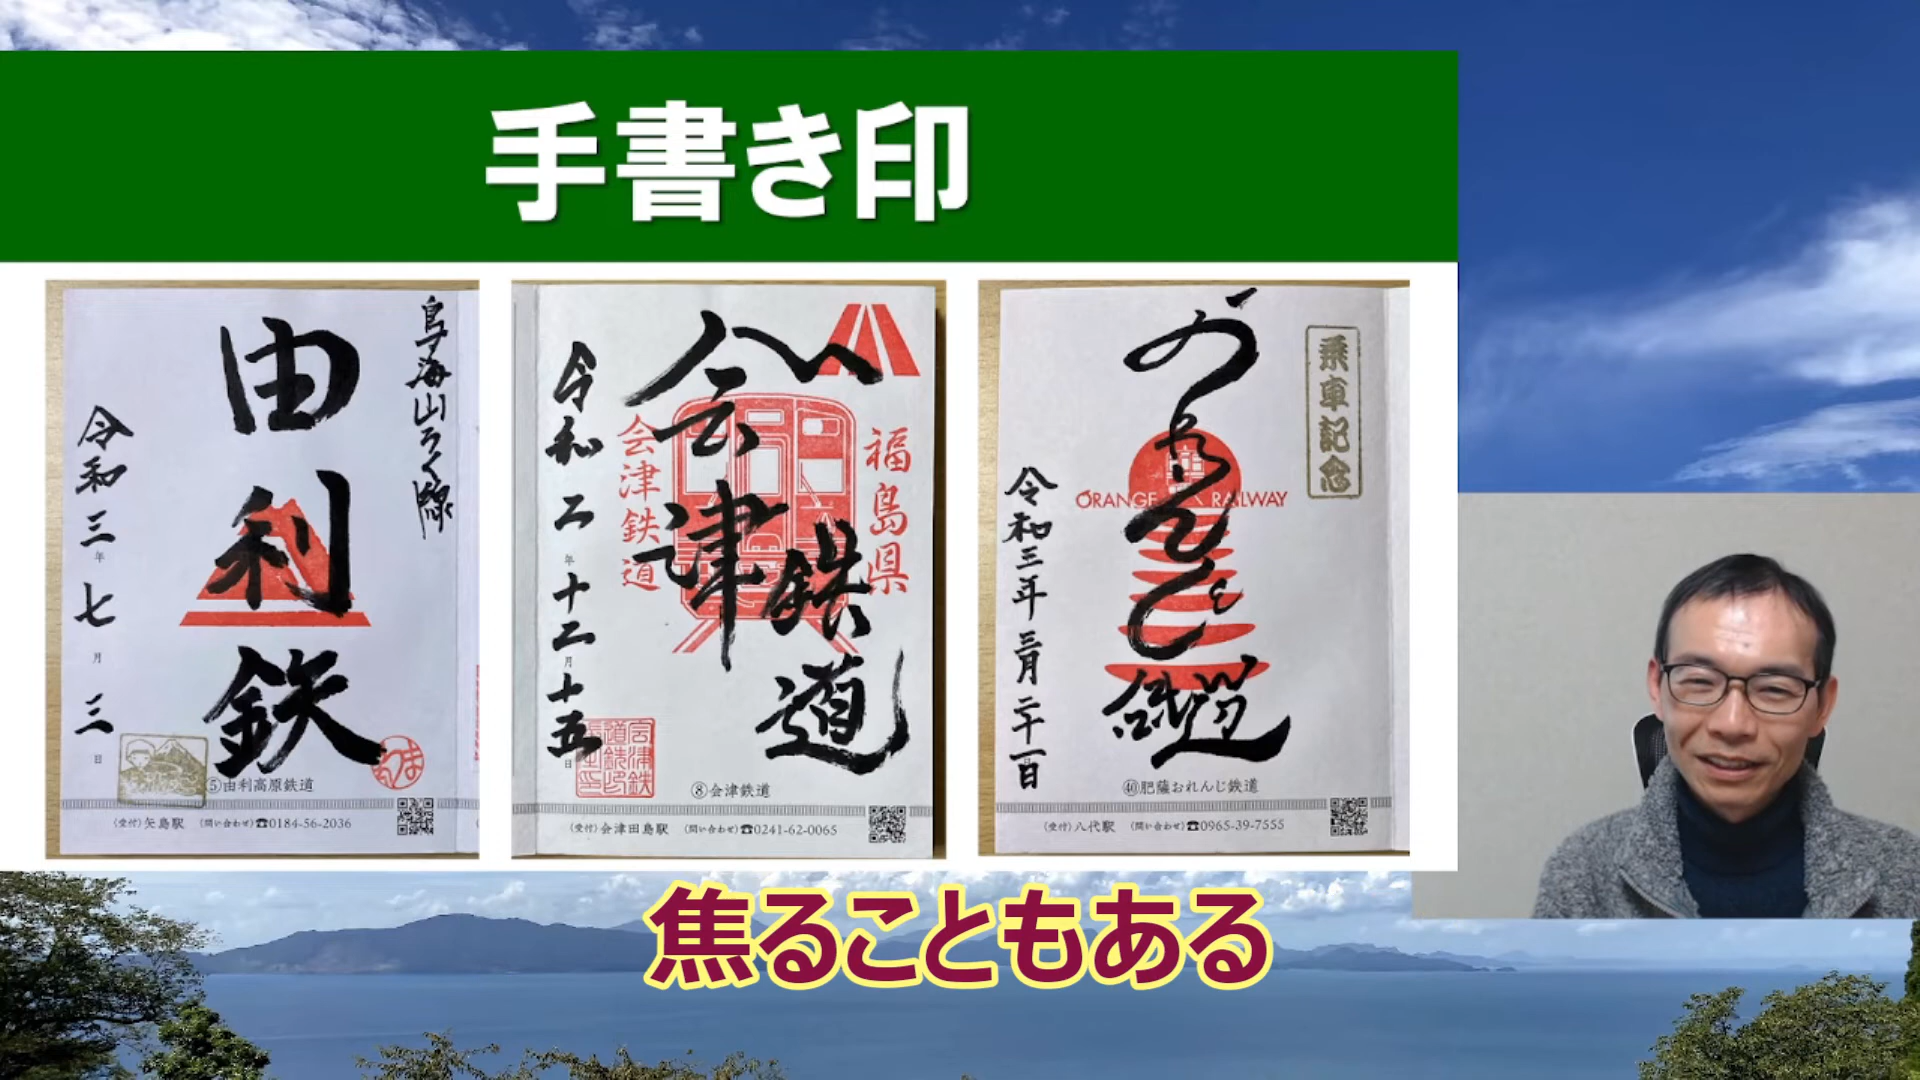 手書き印
鳥海山ろく線
由利鉄
令和三年七月三日
⑤由利高原鉄道
(受付)矢島駅 (問い合わせ)☎0184-56-2036
福島県
会津鉄道
会津鉄道
令和二年十二月十五日
⑧会津鉄道
(受付)会津田島駅 (問い合わせ)☎0241-62-0065
乗車記念
おれんじ鐵道
ORANGE RAILWAY
令和三年三月二十一日
㊵肥薩おれんじ鉄道
(受付)八代駅 (問い合わせ)☎0965-39-7555
焦ることもある